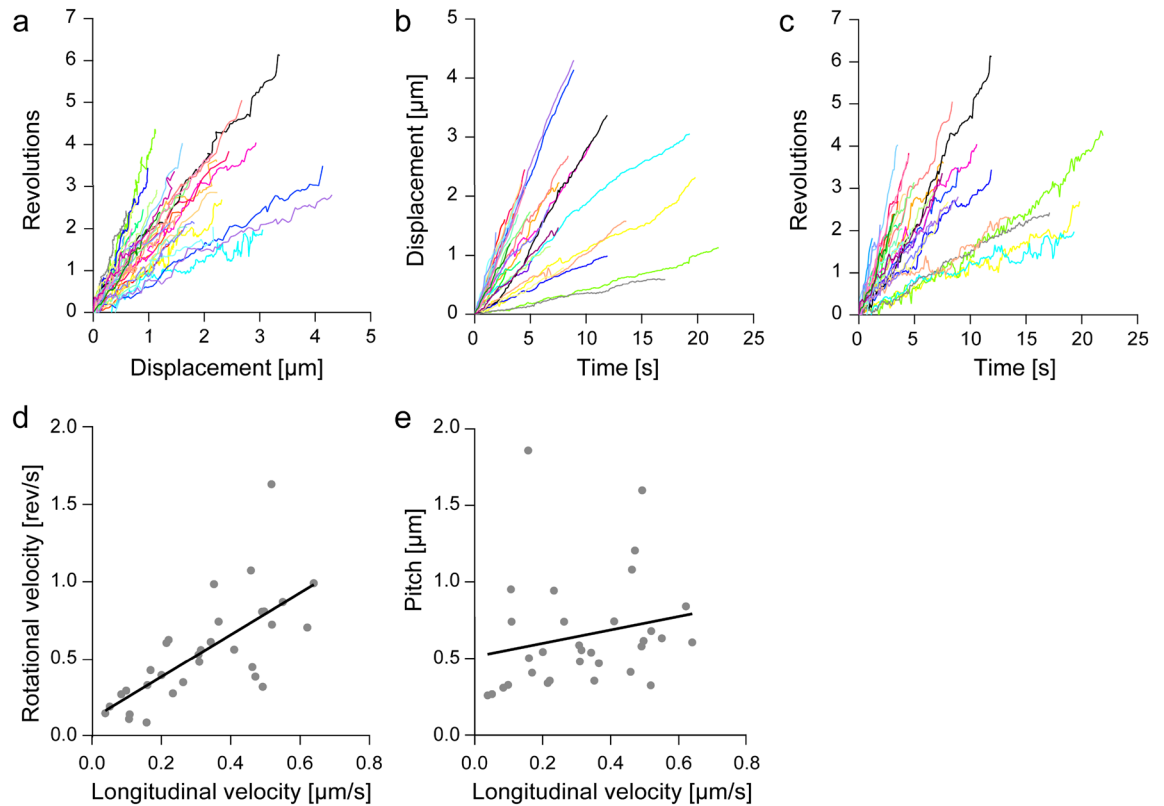 a
b
c
Revolutions
7
6
5
4
3
2
1
0
0 1 2 3 4 5
Displacement [µm]
Displacement [µm]
5
4
3
2
1
0
0 5 10 15 20 25
Time [s]
Revolutions
7
6
5
4
3
2
1
0
0 5 10 15 20 25
Time [s]
d
e
Rotational velocity [rev/s]
2.0
1.5
1.0
0.5
0.0
0.0 0.2 0.4 0.6 0.8
Longitudinal velocity [µm/s]
Pitch [µm]
2.0
1.5
1.0
0.5
0.0
0.0 0.2 0.4 0.6 0.8
Longitudinal velocity [µm/s]